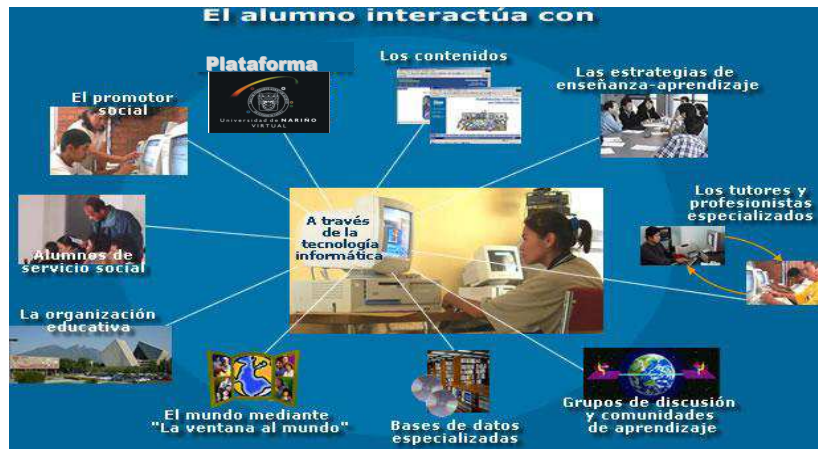 El alumno interactúa con
Plataforma
Universidad de NARIÑO
VIRTUAL
Los contenidos
Las estrategias de
enseñanza-aprendizaje
El promotor
social
Los tutores y
profesionistas
especializados
A través
de la
tecnología
informática
Alumnos de
servicio social
La organización
educativa
El mundo mediante
"La ventana al mundo"
Bases de datos
especializadas
Grupos de discusión
y comunidades
de aprendizaje